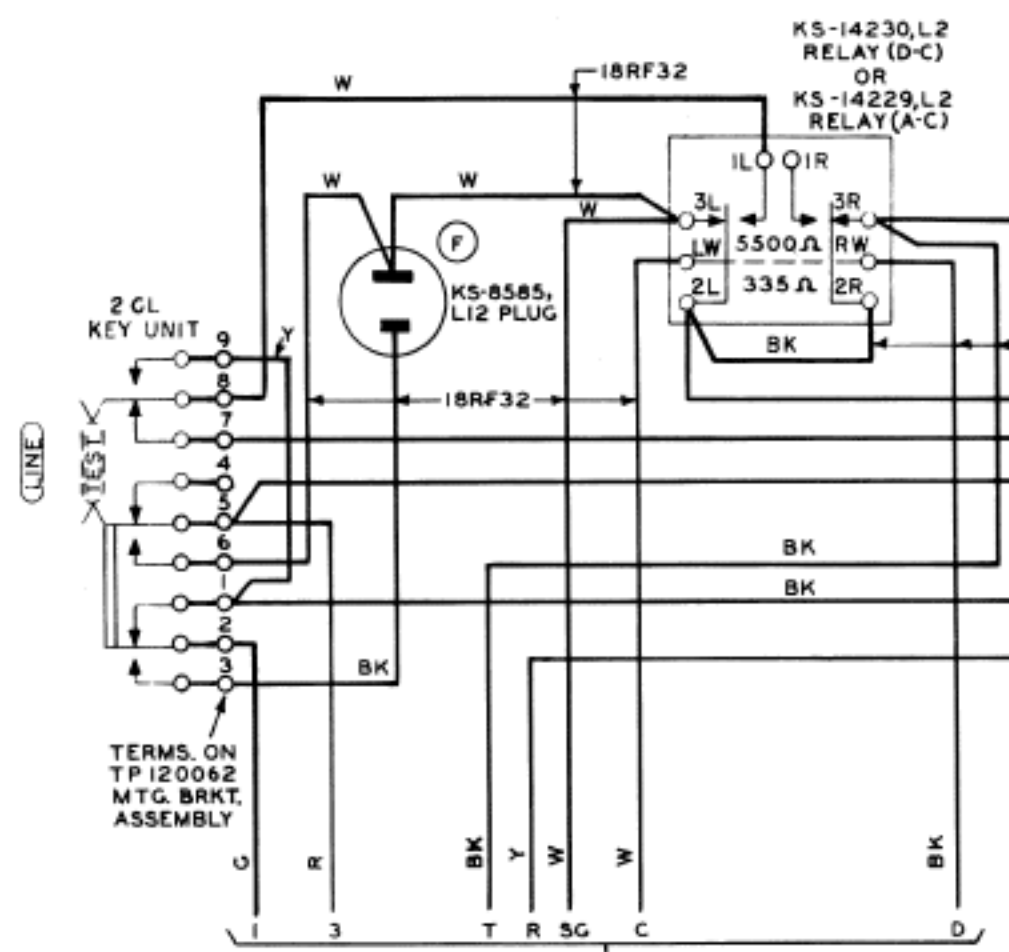 KS-14230,L2
RELAY (D-C)
OR
KS-14229,L2
RELAY (A-C)
18RF32
W
1L
1R
W
W
W
3L
3R
F
LW
5500Ω
RW
2L
335Ω
2R
KS-8585,
L12 PLUG
2 GL
KEY UNIT
Y
BK
9
8
18RF32
7
LINE
TEST
4
5
6
BK
1
BK
2
3
BK
TERMS. ON
TP 120062
MTG. BRKT.
ASSEMBLY
G
R
BK
Y
W
W
BK
1
3
T
R
SG
C
D